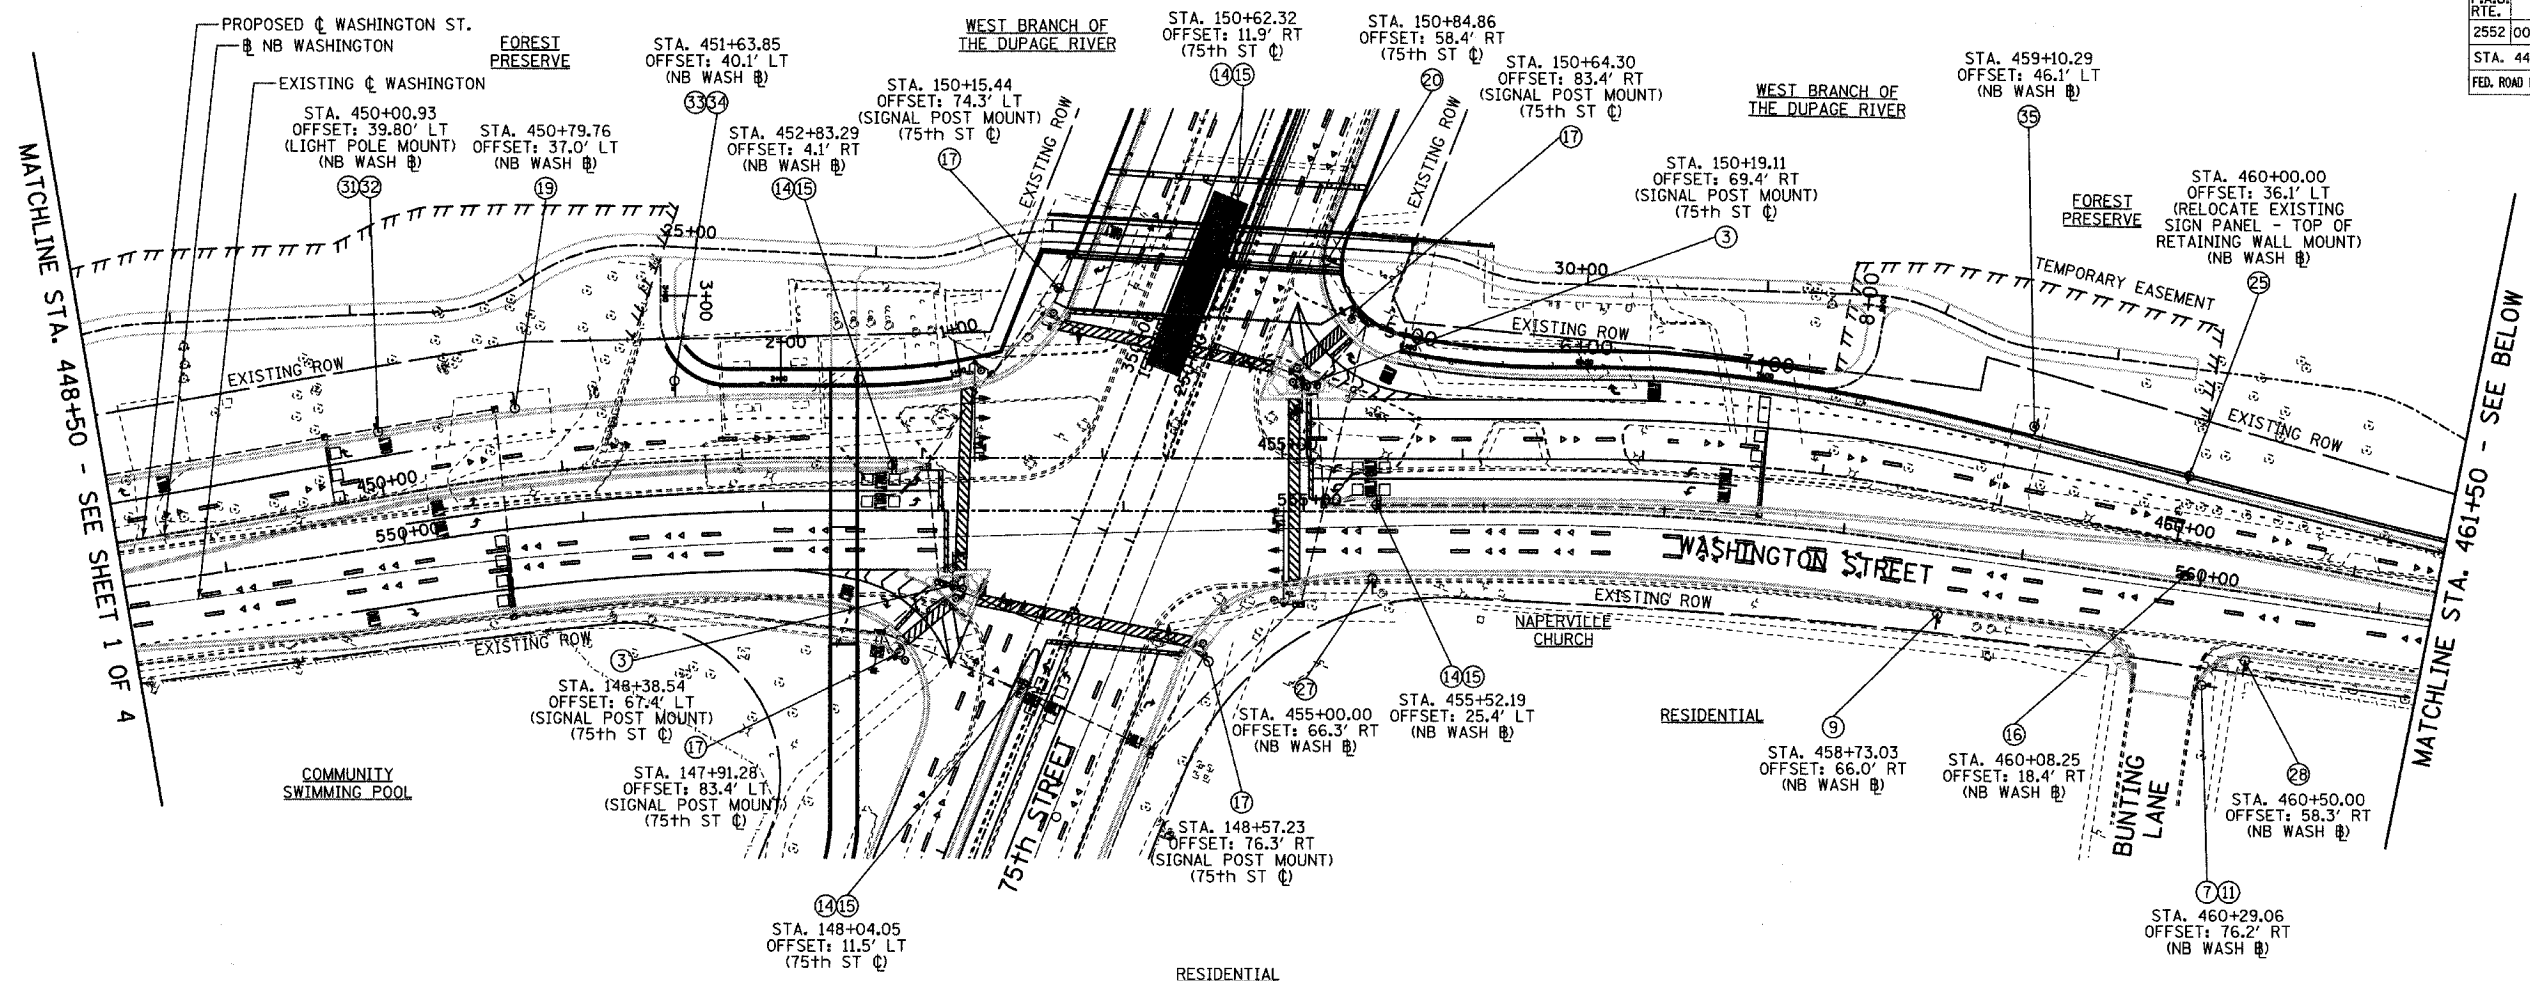 PROPOSED ℄ WASHINGTON ST.
NB WASHINGTON
EXISTING ℄ WASHINGTON
FOREST
PRESERVE
STA. 450+00.93
OFFSET: 39.80' LT
(LIGHT POLE MOUNT)
(NB WASH ⅊)
31 32
STA. 450+79.76
OFFSET: 37.0' LT
(NB WASH ⅊)
19
STA. 451+63.85
OFFSET: 40.1' LT
(NB WASH ⅊)
33 34
STA. 452+83.29
OFFSET: 4.1' RT
(NB WASH ⅊)
14 15
WEST BRANCH OF
THE DUPAGE RIVER
STA. 150+15.44
OFFSET: 74.3' LT
(SIGNAL POST MOUNT)
(75th ST ℄)
17
STA. 150+62.32
OFFSET: 11.9' RT
(75th ST ℄)
14 15
STA. 150+84.86
OFFSET: 58.4' RT
(75th ST ℄)
20
STA. 150+64.30
OFFSET: 83.4' RT
(SIGNAL POST MOUNT)
(75th ST ℄)
17
STA. 150+19.11
OFFSET: 69.4' RT
(SIGNAL POST MOUNT)
(75th ST ℄)
3
WEST BRANCH OF
THE DUPAGE RIVER
STA. 459+10.29
OFFSET: 46.1' LT
(NB WASH ⅊)
35
FOREST
PRESERVE
STA. 460+00.00
OFFSET: 36.1' LT
(RELOCATE EXISTING
SIGN PANEL - TOP OF
RETAINING WALL MOUNT)
(NB WASH ⅊)
25
RTE.
2552 00
STA. 44
FED. ROAD
MATCHLINE STA. 448+50 - SEE SHEET 1 OF 4
EXISTING ROW
EXISTING ROW
EXISTING ROW
25+00
3+00
2+00
1+00
30+00
EXISTING ROW
6+00
7+00
8+00
TEMPORARY EASEMENT
EXISTING ROW
450+00
550+00
460+00
560+00
WASHINGTON STREET
EXISTING ROW
EXISTING ROW
MATCHLINE STA. 461+50 - SEE BELOW
3
STA. 148+38.54
OFFSET: 67.4' LT
(SIGNAL POST MOUNT)
(75th ST ℄)
17
STA. 147+91.28
OFFSET: 83.4' LT
(SIGNAL POST MOUNT)
(75th ST ℄)
COMMUNITY
SWIMMING POOL
14 15
STA. 148+04.05
OFFSET: 11.5' LT
(75th ST ℄)
75th STREET
17
STA. 148+57.23
OFFSET: 76.3' RT
(SIGNAL POST MOUNT)
(75th ST ℄)
27
STA. 455+00.00
OFFSET: 66.3' RT
(NB WASH ⅊)
14 15
STA. 455+52.19
OFFSET: 25.4' LT
(NB WASH ⅊)
NAPERVILLE
CHURCH
RESIDENTIAL
9
STA. 458+73.03
OFFSET: 66.0' RT
(NB WASH ⅊)
16
STA. 460+08.25
OFFSET: 18.4' RT
(NB WASH ⅊)
BUNTING
LANE
28
STA. 460+50.00
OFFSET: 58.3' RT
(NB WASH ⅊)
7 11
STA. 460+29.06
OFFSET: 76.2' RT
(NB WASH ⅊)
RESIDENTIAL